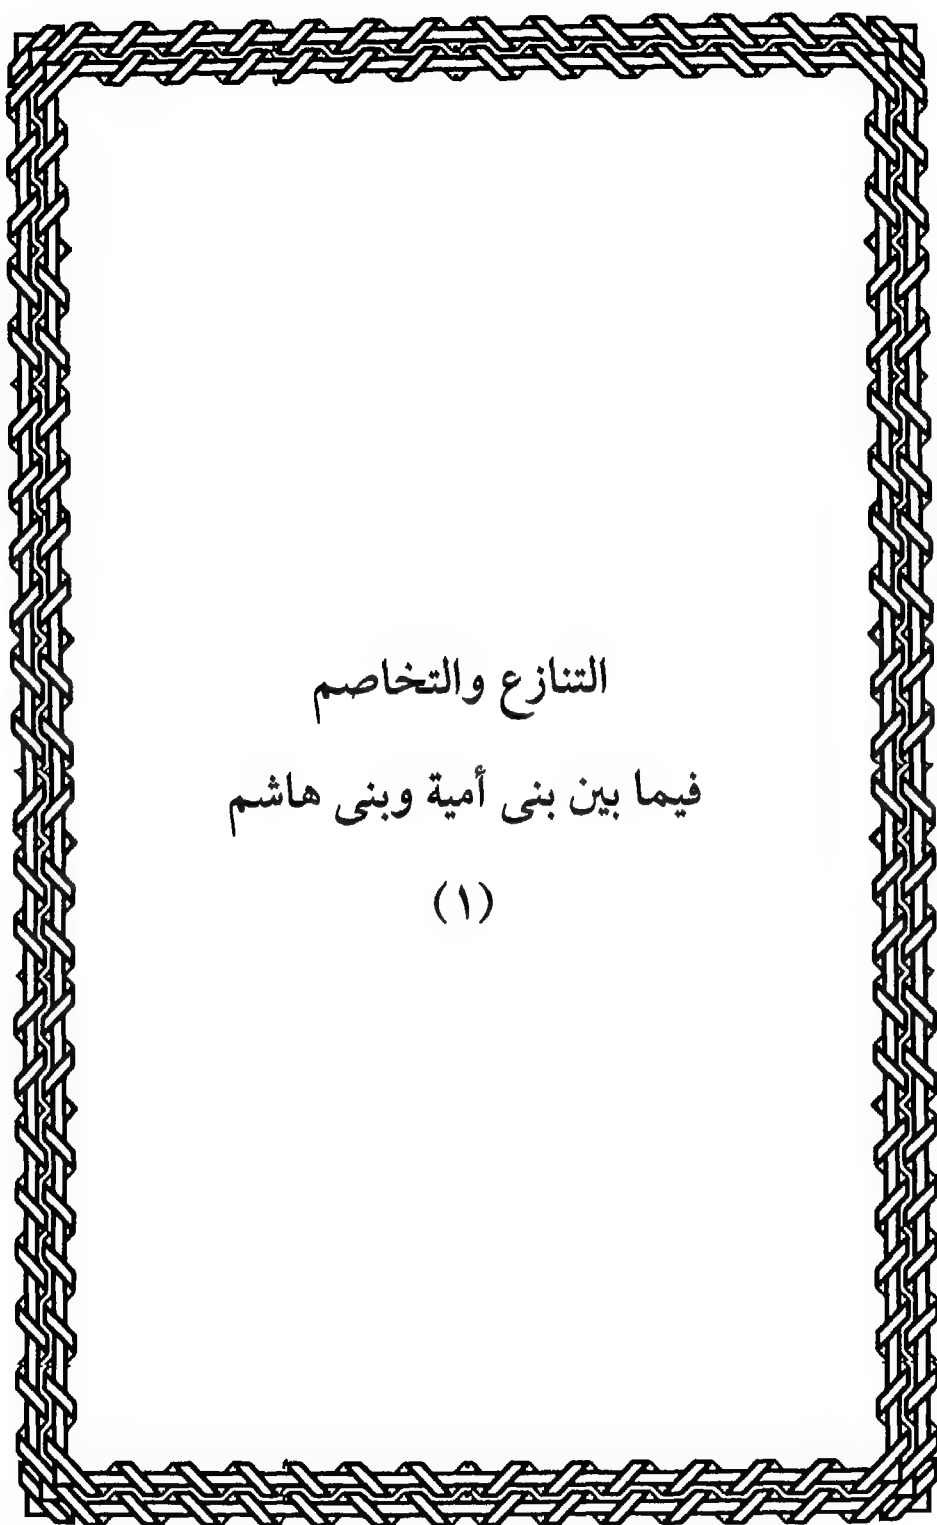 التنازع والتخاصم
فيما بين بنى أمية وبنى هاشم
(١)